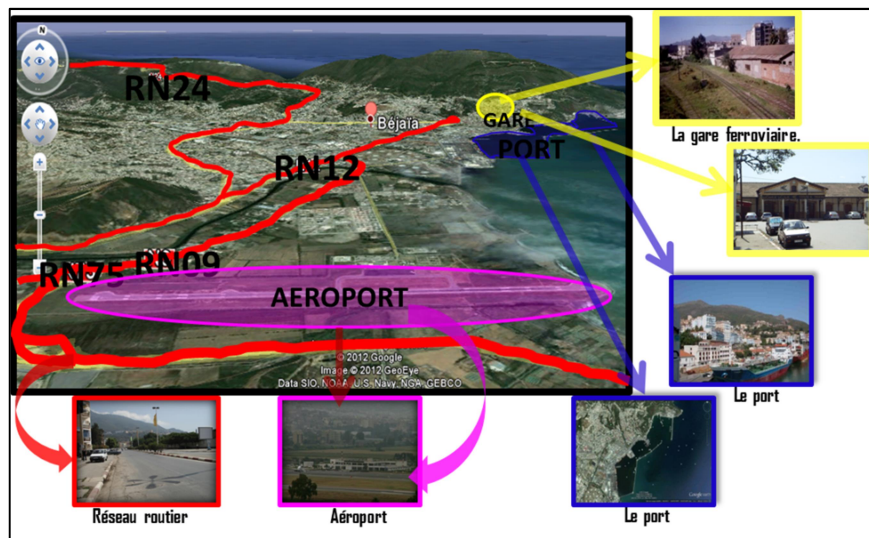 N
RN24
Béjaïa
GARE
PORT
RN12
RN75
RN09
AEROPORT
© 2012 Google
Image © 2012 GeoEye
Data SIO, NOAA, U.S. Navy, NGA, GEBCO
La gare ferroviaire.
Le port
Réseau routier
Aéroport
Le port